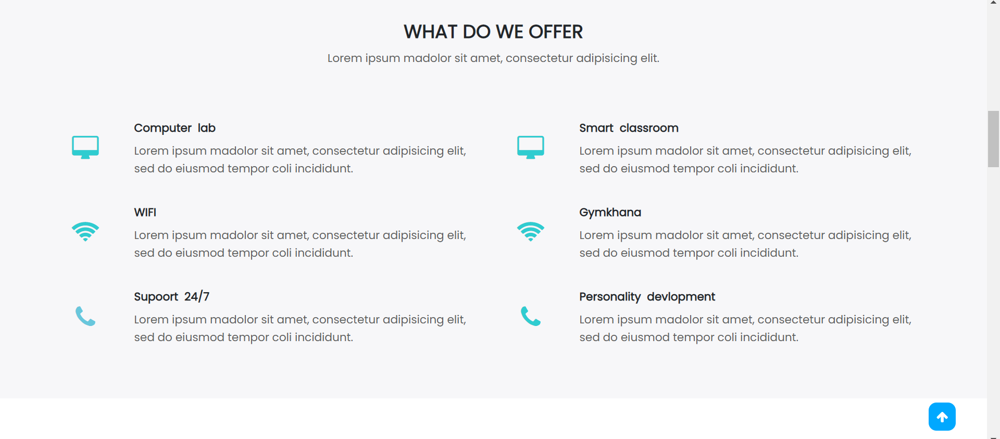 WHAT DO WE OFFER
Lorem ipsum madolor sit amet, consectetur adipisicing elit.
Computer lab
Lorem ipsum madolor sit amet, consectetur adipisicing elit,
sed do eiusmod tempor coli incididunt.
Smart classroom
Lorem ipsum madolor sit amet, consectetur adipisicing elit,
sed do eiusmod tempor coli incididunt.
WIFI
Lorem ipsum madolor sit amet, consectetur adipisicing elit,
sed do eiusmod tempor coli incididunt.
Gymkhana
Lorem ipsum madolor sit amet, consectetur adipisicing elit,
sed do eiusmod tempor coli incididunt.
Supoort 24/7
Lorem ipsum madolor sit amet, consectetur adipisicing elit,
sed do eiusmod tempor coli incididunt.
Personality devlopment
Lorem ipsum madolor sit amet, consectetur adipisicing elit,
sed do eiusmod tempor coli incididunt.